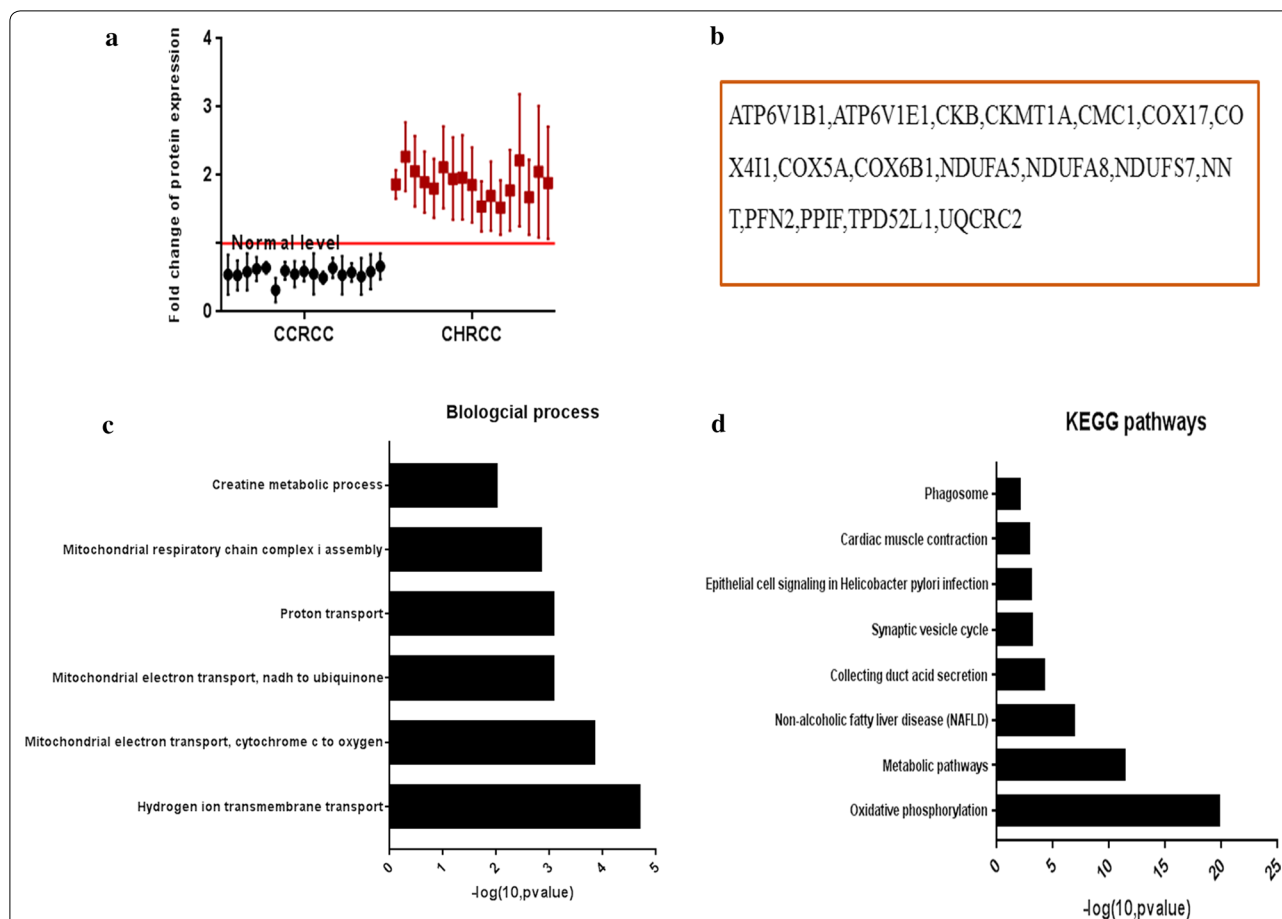 a
Fold change of protein expression
4
3
2
0
Normal level
CCRCC
CHRCC
b
ATP6V1B1,ATP6V1E1,CKB,CKMT1A,CMC1,COX17,CO
X4I1,COX5A,COX6B1,NDUFA5,NDUFA8,NDUFS7,NN
T,PFN2,PPIF,TPD52L1,UQCRC2
c
Blologcial process
Creatine metabolic process
Mitochondrial respiratory chain complex i assembly
Proton transport
Mitochondrial electron transport, nadh to ubiquinone
Mitochondrial electron transport, cytochrome c to oxygen
Hydrogen ion transmembrane transport
0 1 2 3 4 5
-log(10,pvalue)
d
KEGG pathways
Phagosome
Cardiac muscle contraction
Epithelial cell signaling in Helicobacter pylori infection
Synaptic vesicle cycle
Collecting duct acid secretion
Non-alcoholic fatty liver disease (NAFLD)
Metabolic pathways
Oxidative phosphorylation
0 5 10 15 20 25
-log(10,pvalue)